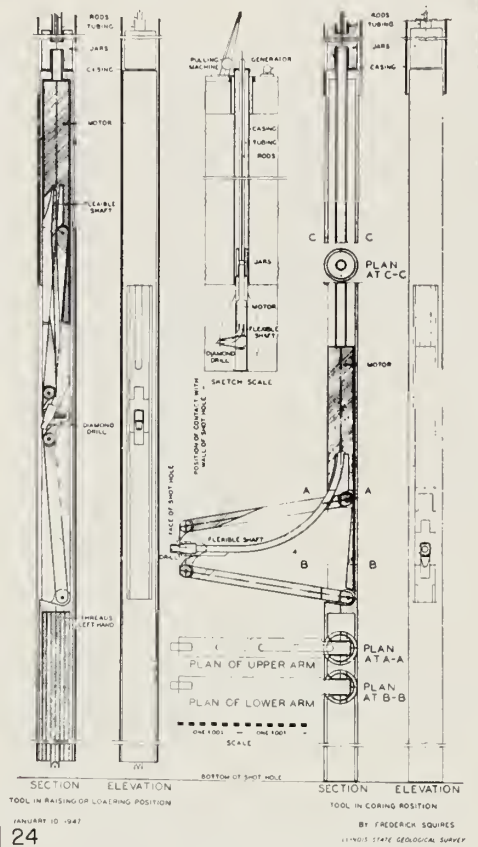 RODS
TUBING
JARS
CASING
MOTOR
FLEXIBLE
SHAFT
DIAMOND
DRILL
THREADS
LEFT HAND
SECTION
ELEVATION
TOOL IN RAISING OR LOWERING POSITION
PULLING
MACHINE
GENERATOR
CASING
TUBING
RODS
JARS
MOTOR
FLEXIBLE
SHAFT
DIAMOND
DRILL
SKETCH SCALE
POSITION OF CONTACT WITH
WALL OF SHOT HOLE
FACE OF SHOT HOLE
RODS
TUBING
JARS
CASING
C C
PLAN
AT C-C
MOTOR
A A
FLEXIBLE SHAFT
DRILL
B B
PLAN OF UPPER ARM
PLAN
AT A-A
PLAN OF LOWER ARM
PLAN
AT B-B
ONE FOOT - ONE FOOT
SCALE
BOTTOM OF SHOT HOLE
SECTION
ELEVATION
TOOL IN CORING POSITION
JANUARY 10 1947
BY FREDERICK SQUIRES
24
ILLINOIS STATE GEOLOGICAL SURVEY